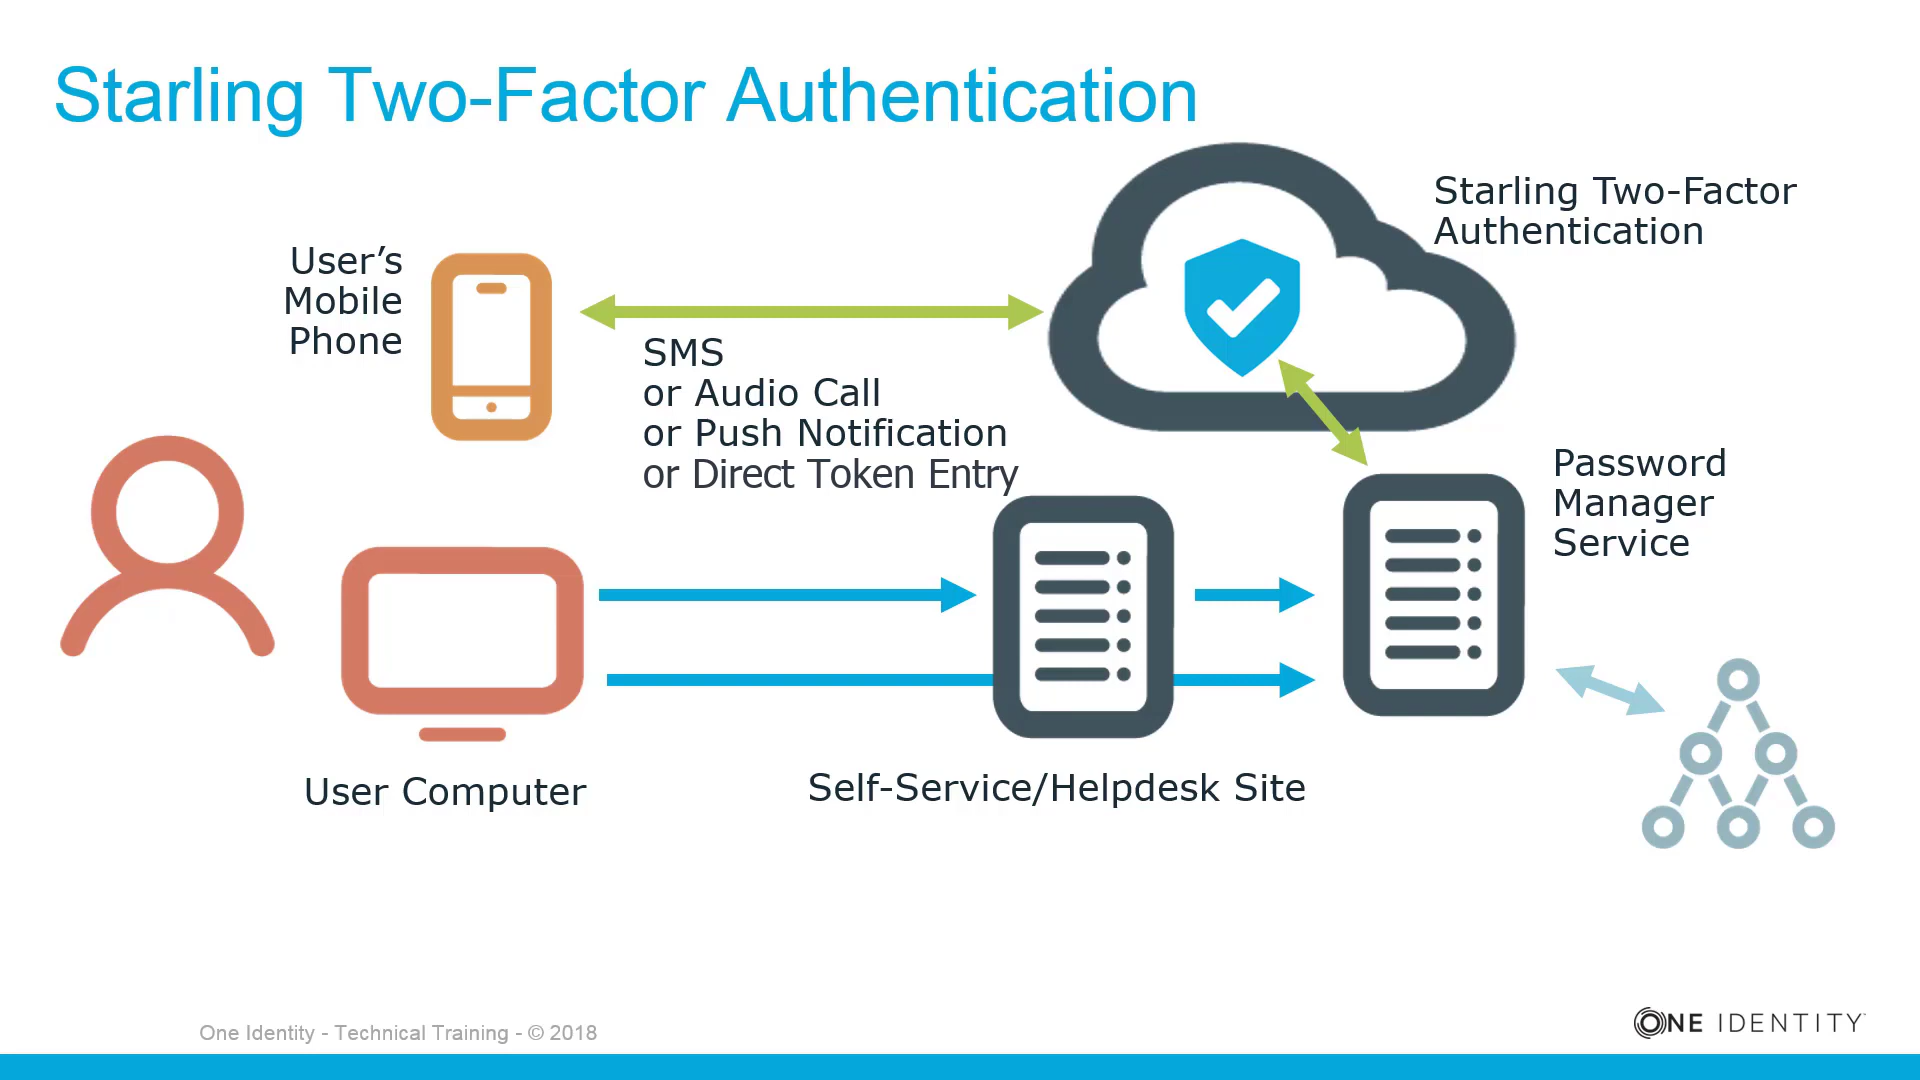 Starling Two-Factor Authentication
Starling Two-Factor
Authentication
User’s
Mobile
Phone
SMS
or Audio Call
or Push Notification
or Direct Token Entry
Password
Manager
Service
User Computer
Self-Service/Helpdesk Site
One Identity - Technical Training - © 2018
ONE IDENTITY